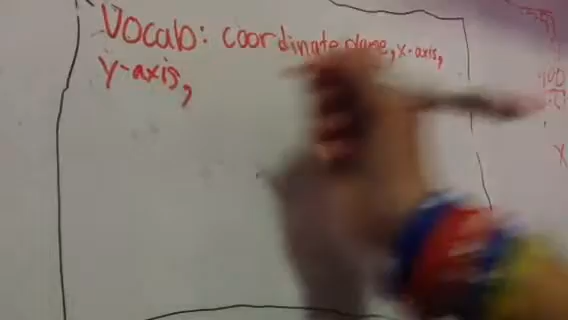 Vocab: coordinate plane, x-axis,
y-axis,